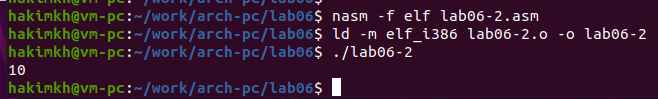 hakimkh@vm-pc:~/work/arch-pc/lab06$ nasm -f elf lab06-2.asm
hakimkh@vm-pc:~/work/arch-pc/lab06$ ld -m elf_i386 lab06-2.o -o lab06-2
hakimkh@vm-pc:~/work/arch-pc/lab06$ ./lab06-2
10
hakimkh@vm-pc:~/work/arch-pc/lab06$